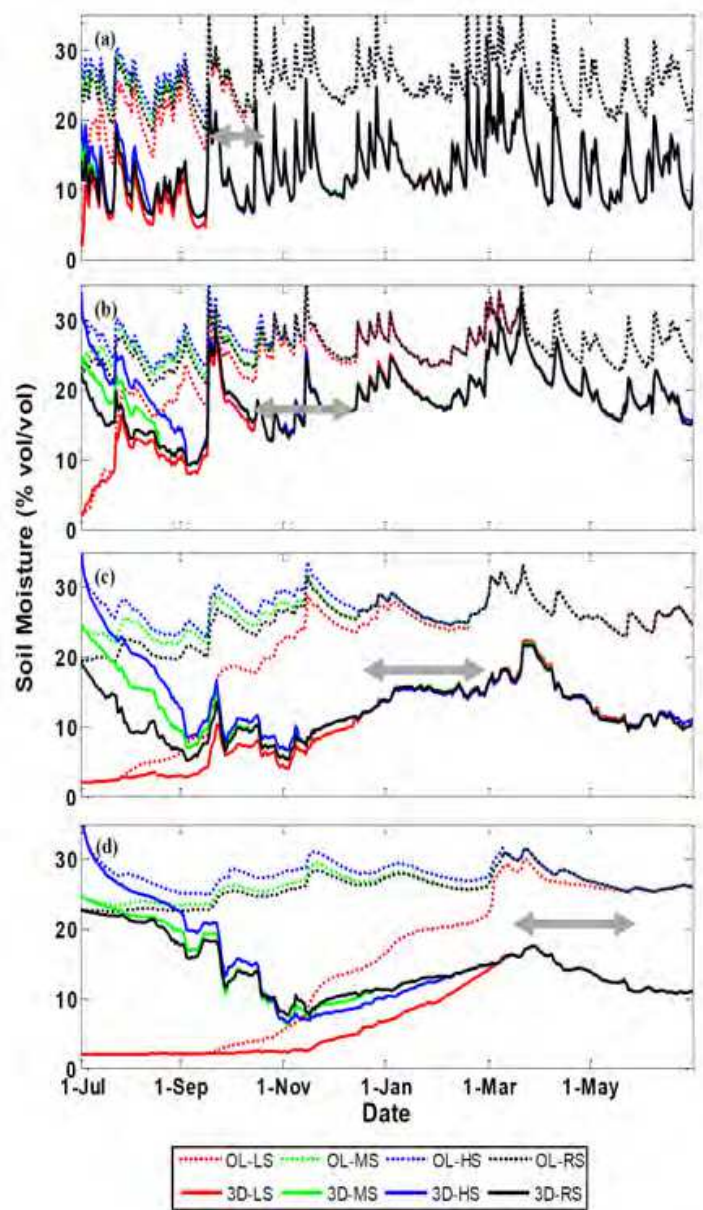 (a)
30
20
10
0
(b)
30
20
10
0
(c)
30
20
10
0
(d)
30
20
10
0
Soil Moisture (% vol/vol)
1-Jul 1-Sep 1-Nov 1-Jan 1-Mar 1-May
Date
OL-LS OL-MS OL-HS OL-RS
3D-LS 3D-MS 3D-HS 3D-RS